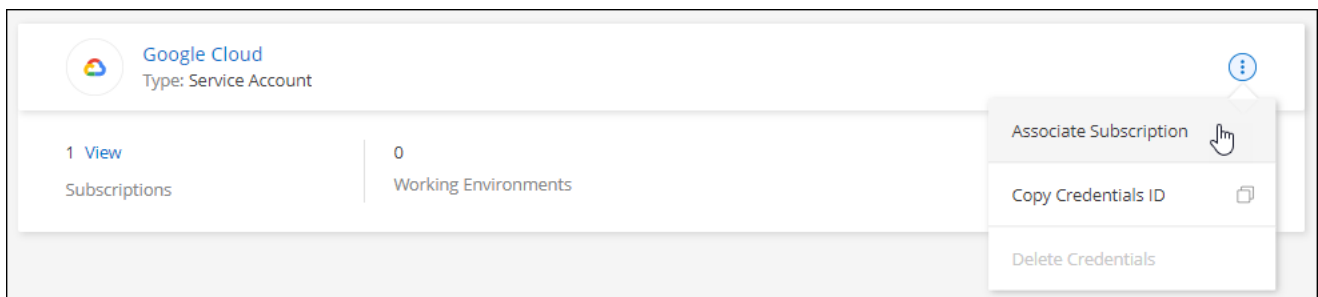 Google Cloud
Type: Service Account
1 View
Subscriptions
0
Working Environments
Associate Subscription
Copy Credentials ID
Delete Credentials